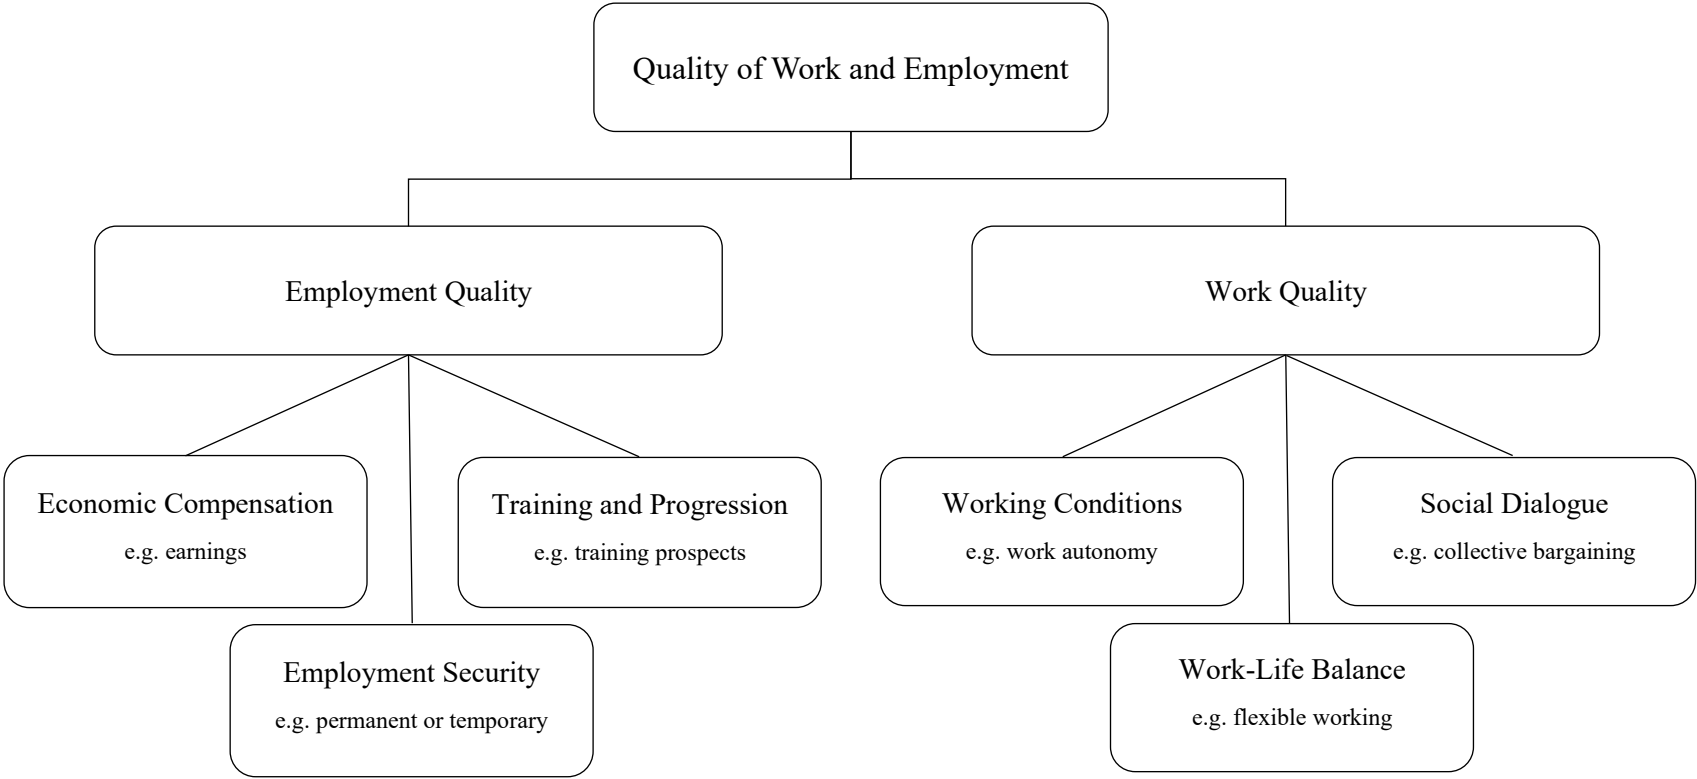 Quality of Work and Employment
Employment Quality
Work Quality
Economic Compensation
e.g. earnings
Training and Progression
e.g. training prospects
Working Conditions
e.g. work autonomy
Social Dialogue
e.g. collective bargaining
Employment Security
e.g. permanent or temporary
Work-Life Balance
e.g. flexible working